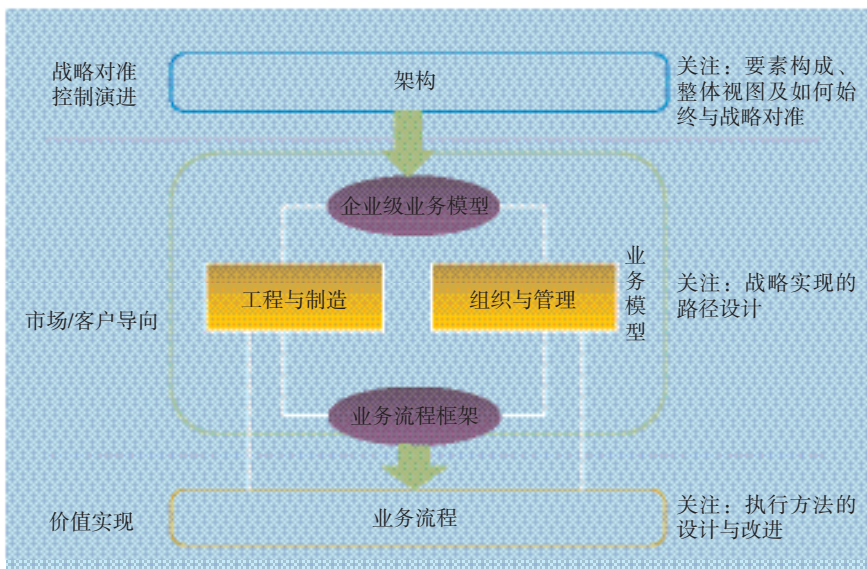 战略对准
控制演进
架构
关注：要素构成、
整体视图及如何始
终与战略对准
企业级业务模型
工程与制造
组织与管理
业务模型
市场/客户导向
关注：战略实现的
路径设计
业务流程框架
价值实现
业务流程
关注：执行方法的
设计与改进